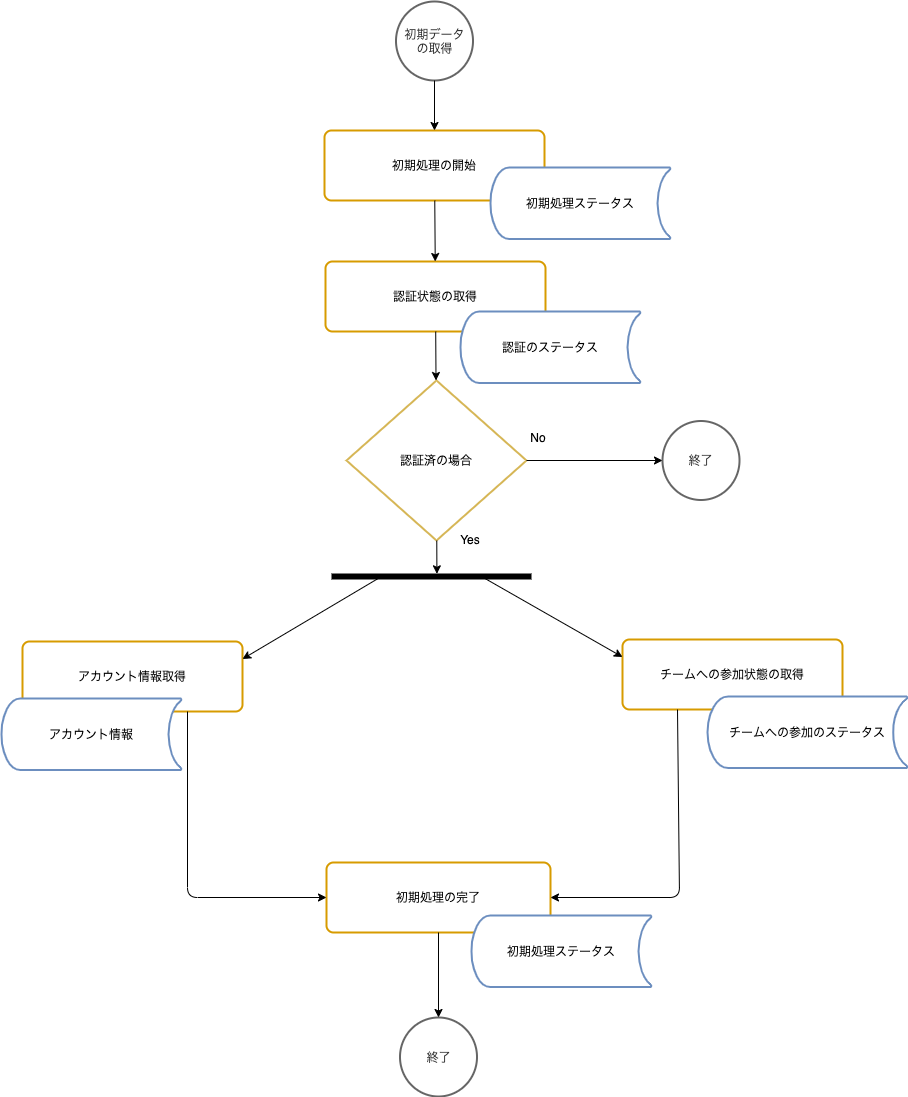 初期データ
の取得
初期処理の開始
初期処理ステータス
認証状態の取得
認証のステータス
認証済の場合
No
終了
Yes
アカウント情報取得
チームへの参加状態の取得
アカウント情報
チームへの参加のステータス
初期処理の完了
初期処理ステータス
終了